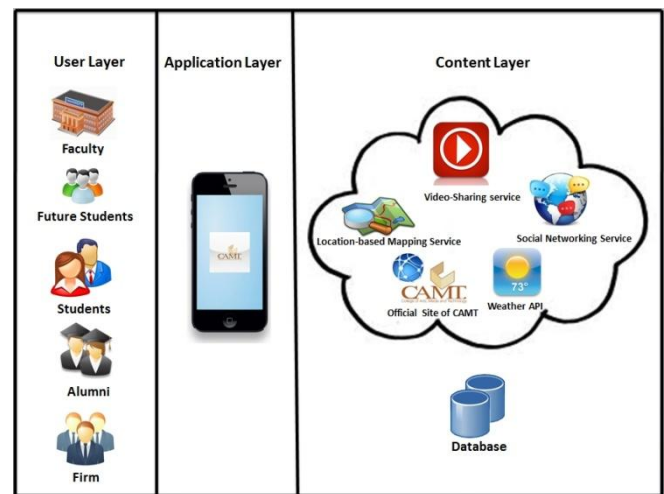 User Layer
Faculty
Future Students
Students
Alumni
Firm
Application Layer
CAMT
Content Layer
Video-Sharing service
Location-based Mapping Service
Social Networking Service
CAMT
Official Site of CAMT
73°
Weather API
Database